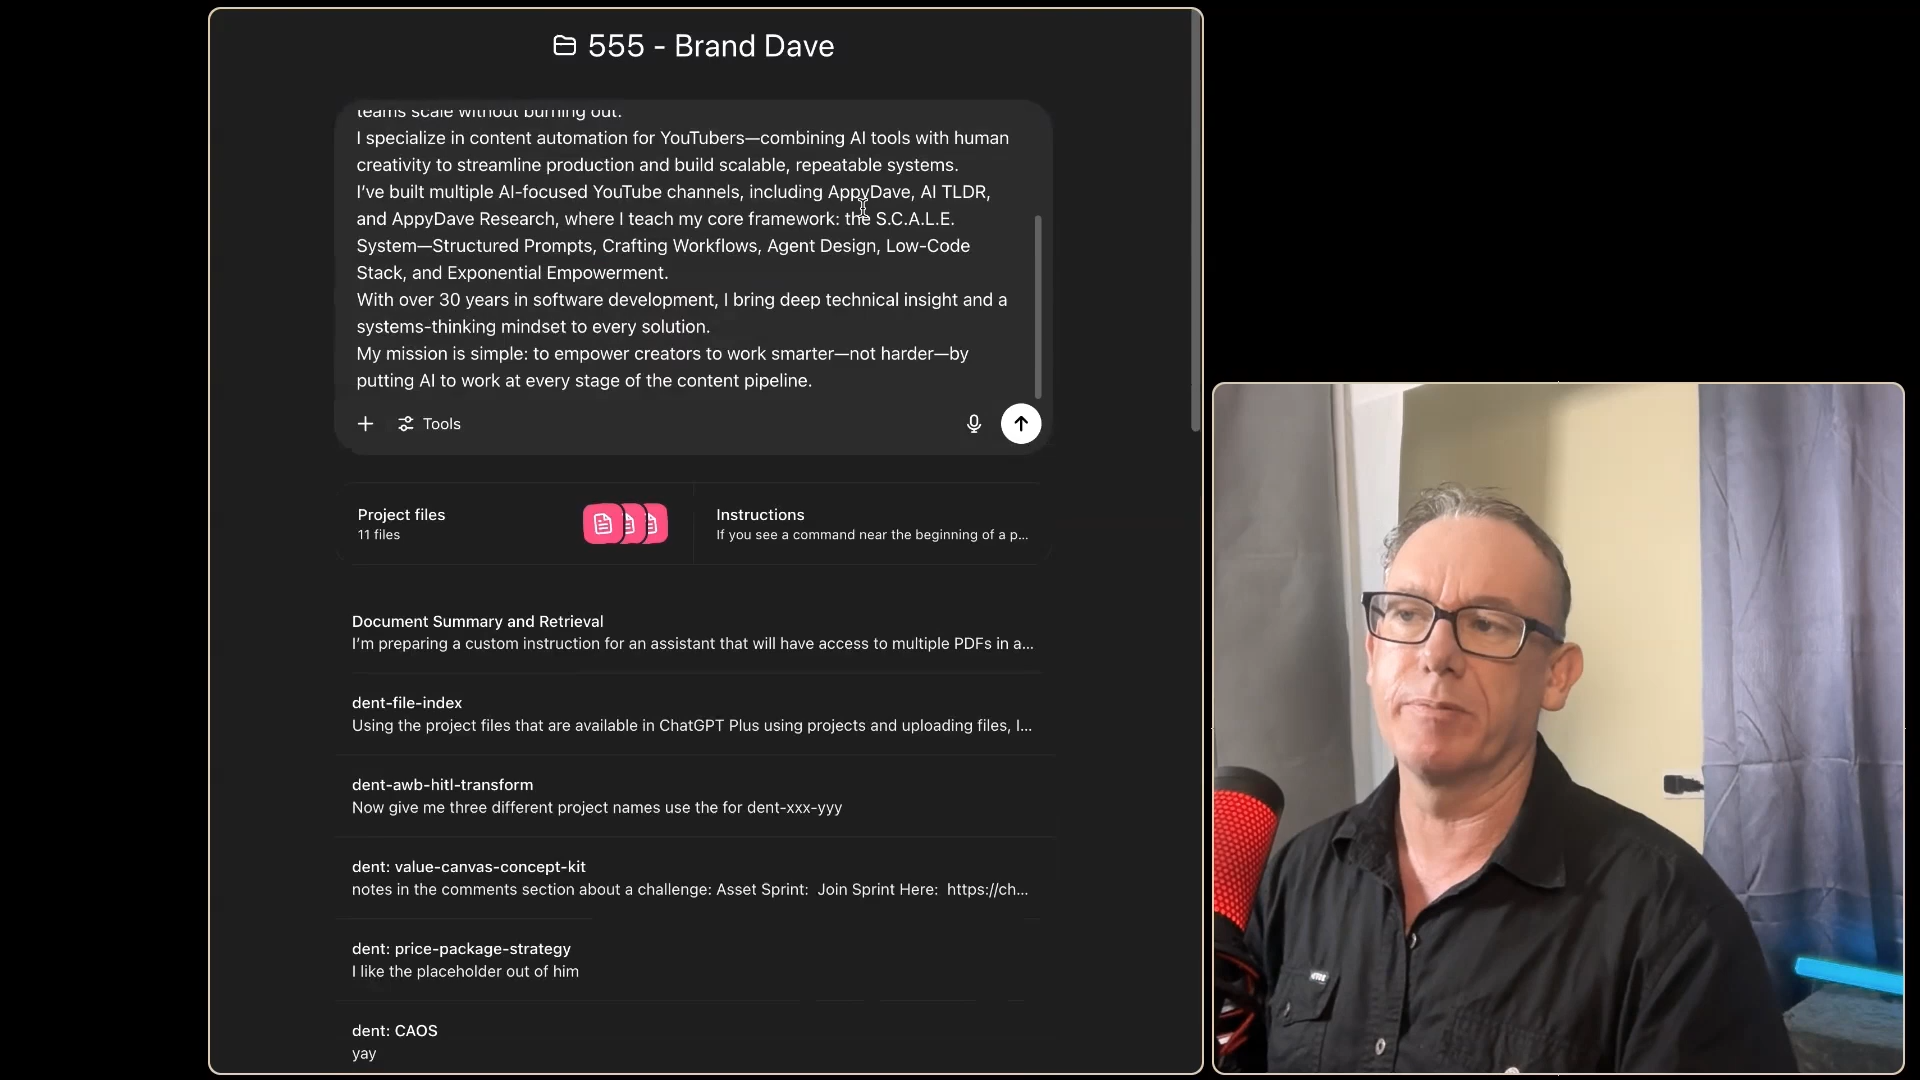 555 - Brand Dave
teams scale without burning out.
I specialize in content automation for YouTubers—combining AI tools with human
creativity to streamline production and build scalable, repeatable systems.
I've built multiple AI-focused YouTube channels, including AppyDave, AI TLDR,
and AppyDave Research, where I teach my core framework: the S.C.A.L.E.
System—Structured Prompts, Crafting Workflows, Agent Design, Low-Code
Stack, and Exponential Empowerment.
With over 30 years in software development, I bring deep technical insight and a
systems-thinking mindset to every solution.
My mission is simple: to empower creators to work smarter—not harder—by
putting AI to work at every stage of the content pipeline.
Tools
Project files
11 files
Instructions
If you see a command near the beginning of a p...
Document Summary and Retrieval
I'm preparing a custom instruction for an assistant that will have access to multiple PDFs in a...
dent-file-index
Using the project files that are available in ChatGPT Plus using projects and uploading files, I...
dent-awb-hitl-transform
Now give me three different project names use the for dent-xxx-yyy
dent: value-canvas-concept-kit
notes in the comments section about a challenge: Asset Sprint:  Join Sprint Here:  https://ch...
dent: price-package-strategy
I like the placeholder out of him
dent: CAOS
yay